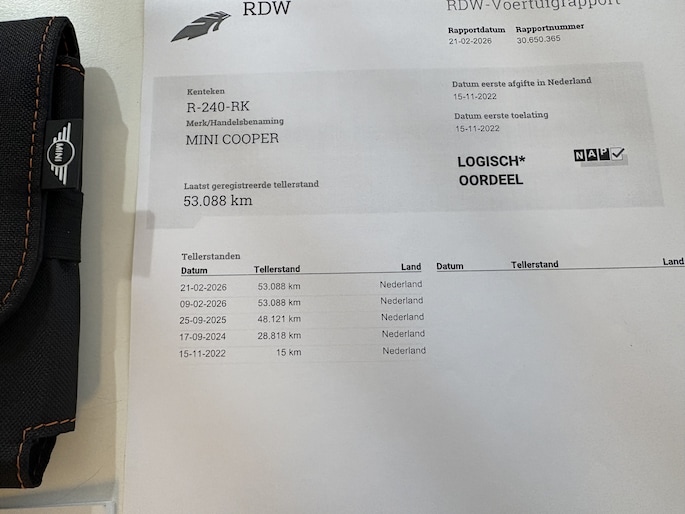 RDW
RDW-Voertuigrapport
Rapportdatum Rapportnummer
21-02-2026 30.650.365
Kenteken
R-240-RK
Merk/Handelsbenaming
MINI COOPER
Datum eerste afgifte in Nederland
15-11-2022
Datum eerste toelating
15-11-2022
LOGISCH*
OORDEEL
NAP
Laatst geregistreerde tellerstand
53.088 km
MINI
Tellerstanden
Datum Tellerstand Land Datum Tellerstand Land
21-02-2026 53.088 km Nederland
09-02-2026 53.088 km Nederland
25-09-2025 48.121 km Nederland
17-09-2024 28.818 km Nederland
15-11-2022 15 km Nederland